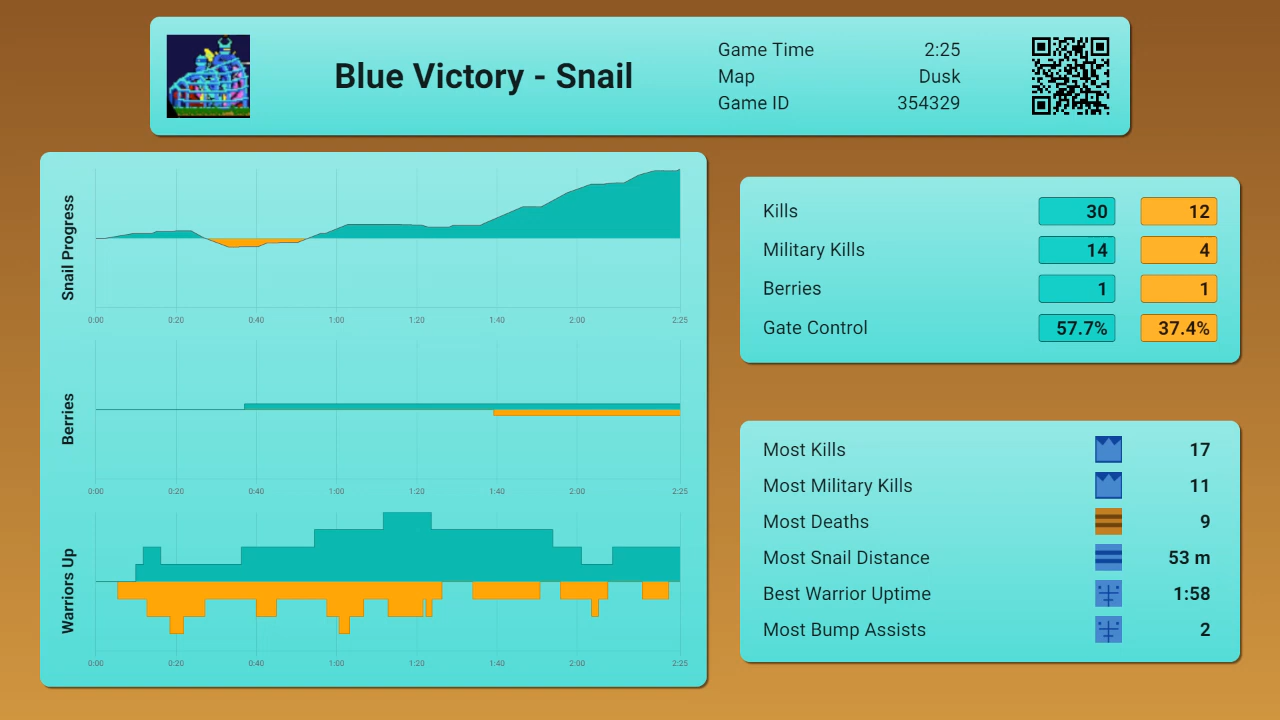 Blue Victory - Snail
Game Time 2:25
Map Dusk
Game ID 354329
Snail Progress
0:00 0:20 0:40 1:00 1:20 1:40 2:00 2:25
Berries
0:00 0:20 0:40 1:00 1:20 1:40 2:00 2:25
Warriors Up
0:00 0:20 0:40 1:00 1:20 1:40 2:00 2:25
Kills 30 12
Military Kills 14 4
Berries 1 1
Gate Control 57.7% 37.4%
Most Kills 17
Most Military Kills 11
Most Deaths 9
Most Snail Distance 53 m
Best Warrior Uptime 1:58
Most Bump Assists 2